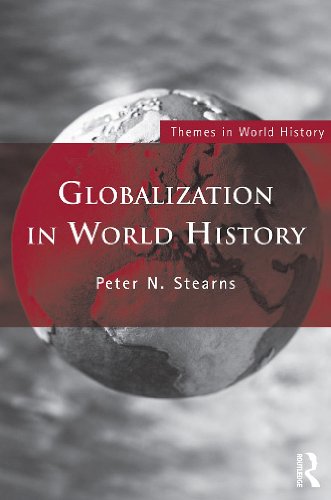 Themes in World History
GLOBALIZATION
IN WORLD HISTORY
Peter N. Stearns
ROUTLEDGE